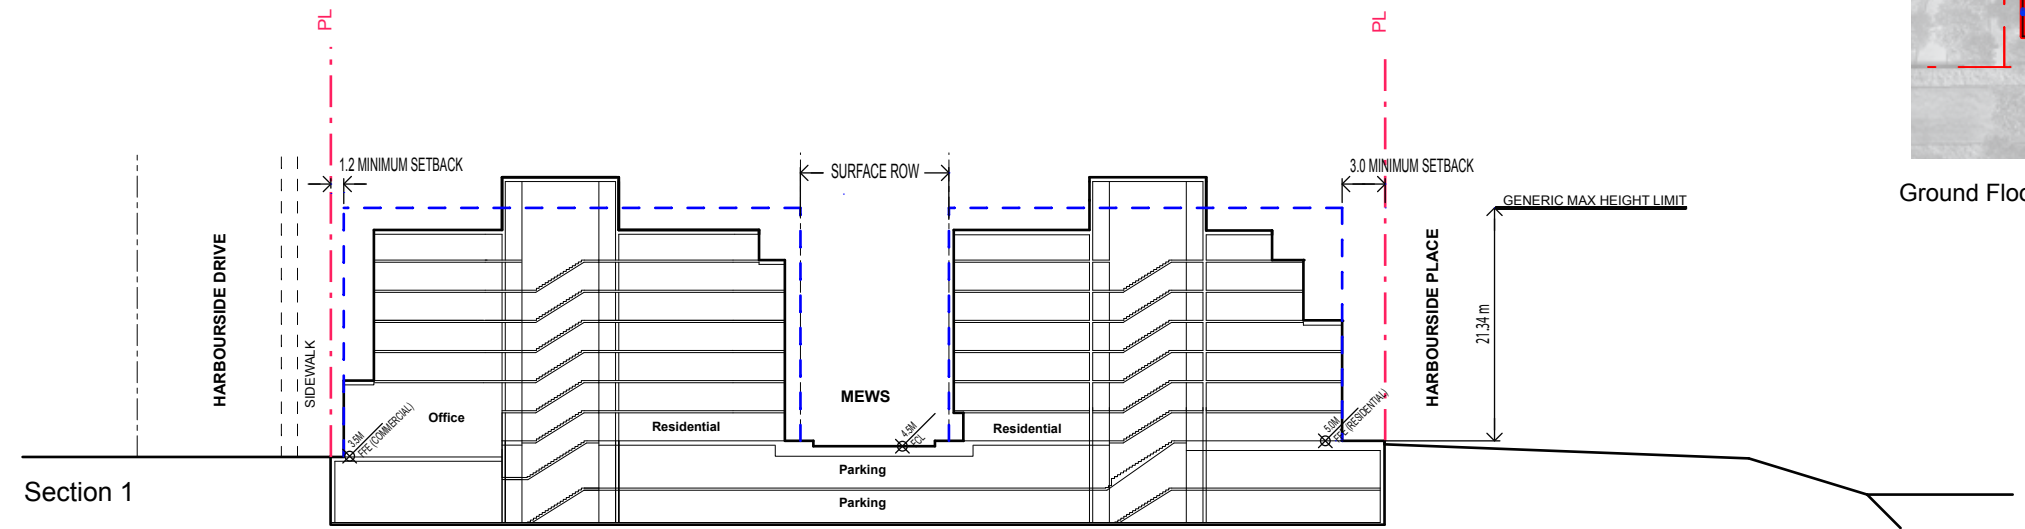 PL
PL
1.2 MINIMUM SETBACK
SURFACE ROW
3.0 MINIMUM SETBACK
GENERIC MAX HEIGHT LIMIT
Ground Floo
HARBOURSIDE DRIVE
SIDEWALK
HARBOURSIDE PLACE
21.34 m
MEWS
Office
Residential
Residential
3.5M
FFE (COMMERCIAL)
4.5M
FCL
5.0M
FFE (RESIDENTIAL)
Parking
Parking
Section 1